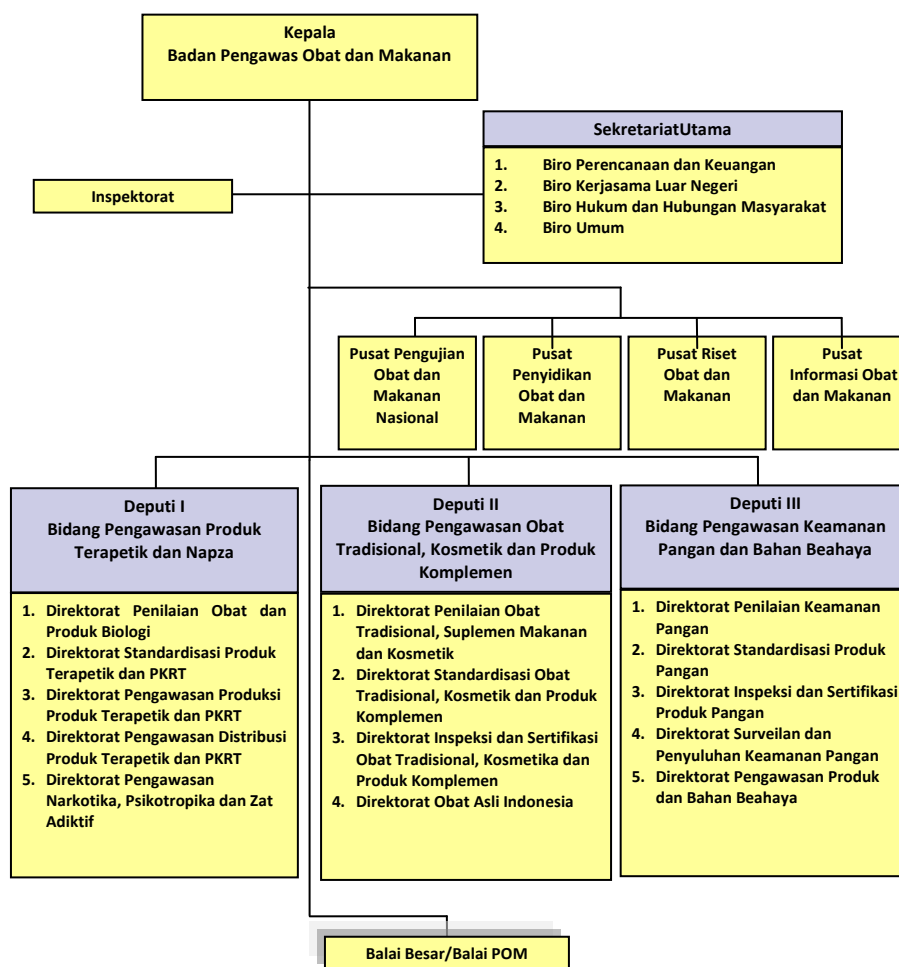 Kepala
Badan Pengawas Obat dan Makanan
SekretariatUtama
1. Biro Perencanaan dan Keuangan
2. Biro Kerjasama Luar Negeri
3. Biro Hukum dan Hubungan Masyarakat
4. Biro Umum
Inspektorat
Pusat Pengujian
Obat dan
Makanan
Nasional
Pusat
Penyidikan
Obat dan
Makanan
Pusat Riset
Obat dan
Makanan
Pusat
Informasi Obat
dan Makanan
Deputi I
Bidang Pengawasan Produk
Terapetik dan Napza
1. Direktorat Penilaian Obat dan
Produk Biologi
2. Direktorat Standardisasi Produk
Terapetik dan PKRT
3. Direktorat Pengawasan Produksi
Produk Terapetik dan PKRT
4. Direktorat Pengawasan Distribusi
Produk Terapetik dan PKRT
5. Direktorat Pengawasan
Narkotika, Psikotropika dan Zat
Adiktif
Deputi II
Bidang Pengawasan Obat
Tradisional, Kosmetik dan Produk
Komplemen
1. Direktorat Penilaian Obat
Tradisional, Suplemen Makanan
dan Kosmetik
2. Direktorat Standardisasi Obat
Tradisional, Kosmetik dan Produk
Komplemen
3. Direktorat Inspeksi dan Sertifikasi
Obat Tradisional, Kosmetika dan
Produk Komplemen
4. Direktorat Obat Asli Indonesia
Deputi III
Bidang Pengawasan Keamanan
Pangan dan Bahan Beahaya
1. Direktorat Penilaian Keamanan
Pangan
2. Direktorat Standardisasi Produk
Pangan
3. Direktorat Inspeksi dan Sertifikasi
Produk Pangan
4. Direktorat Surveilan dan
Penyuluhan Keamanan Pangan
5. Direktorat Pengawasan Produk
dan Bahan Beahaya
Balai Besar/Balai POM